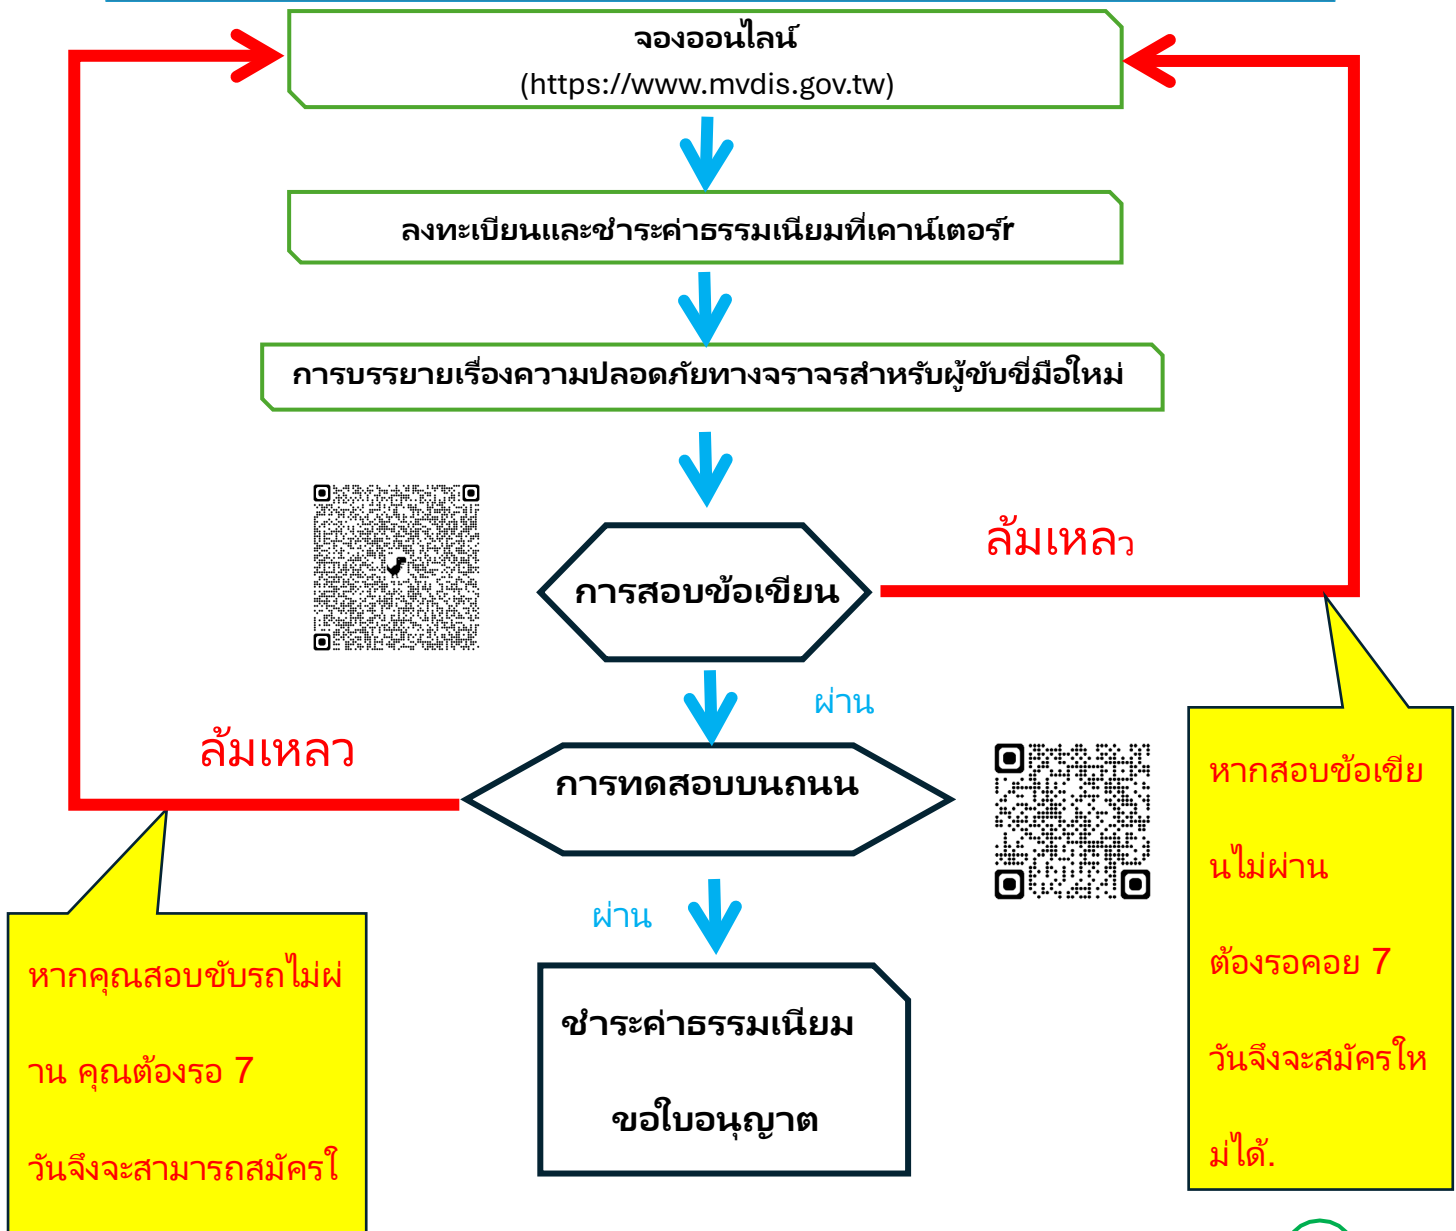 จองออนไลน์
(https://www.mvdis.gov.tw)
ลงทะเบียนและชำระค่าธรรมเนียมที่เคาน์เตอร์r
การบรรยายเรื่องความปลอดภัยทางจราจรสำหรับผู้ขับขี่มือใหม่
ล้มเหลว
การสอบข้อเขียน
ผ่าน
ล้มเหลว
การทดสอบบนถนน
หากสอบข้อเขีย
นไม่ผ่าน
ต้องรอคอย 7
วันจึงจะสมัครให
ม่ได้.
ผ่าน
หากคุณสอบขับรถไม่ผ่
าน คุณต้องรอ 7
วันจึงจะสามารถสมัครใ
ชำระค่าธรรมเนียม
ขอใบอนุญาต